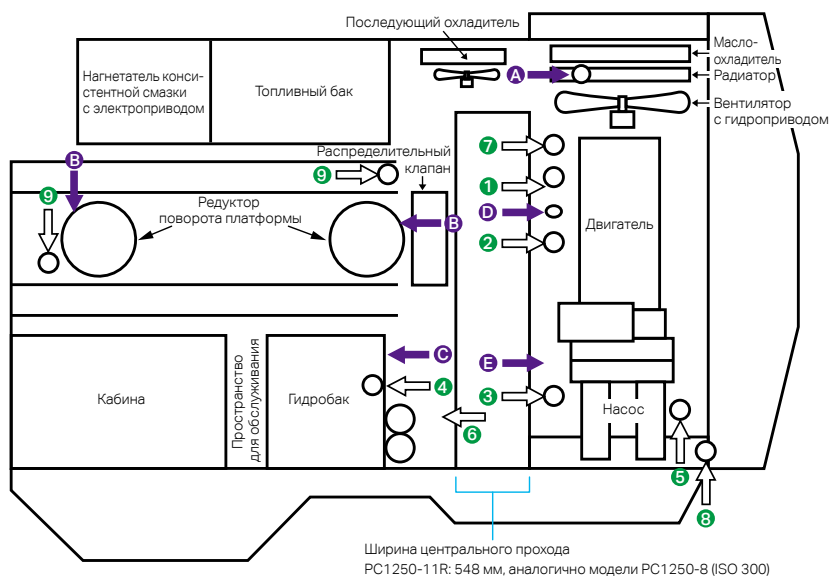 Последующий охладитель
Масло-
охладитель
Радиатор
Нагнетатель конси-
стентной смазки
с электроприводом
Топливный бак
A
Вентилятор
с гидроприводом
7
Распределительный
клапан
B
9
1
9
Редуктор
поворота платформы
D
B
Двигатель
2
C
E
4
Кабина
Пространство
для обслуживания
Гидробак
3
Насос
6
5
8
Ширина центрального прохода
PC1250-11R: 548 мм, аналогично модели PC1250-8 (ISO 300)